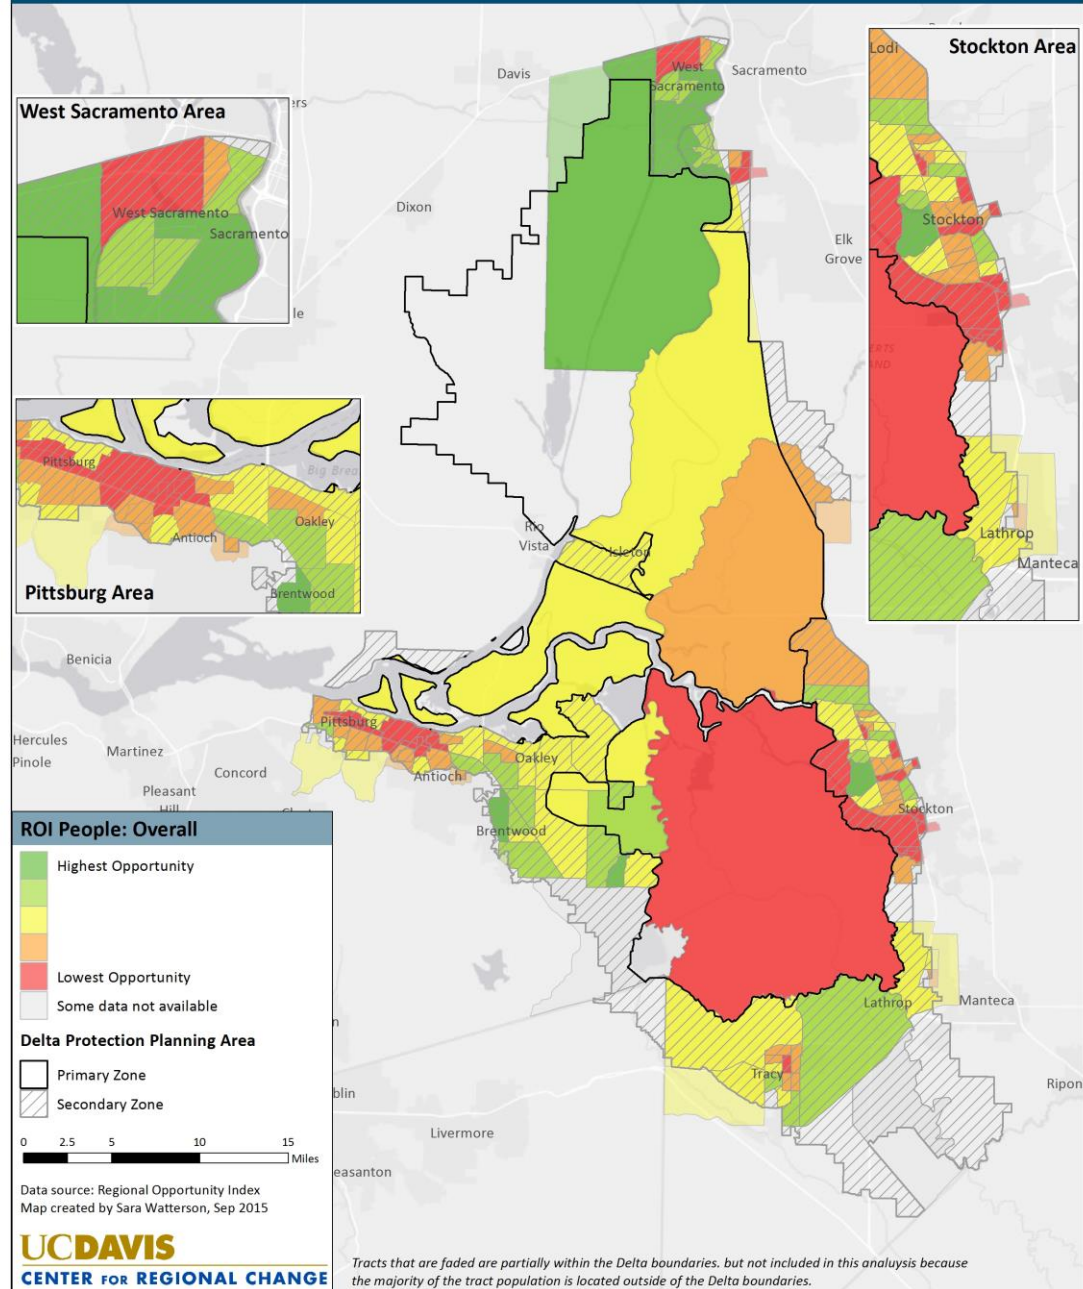 Davis
West
Sacramento
Sacramento
Stockton Area
Lodi
West Sacramento Area
West Sacramento
Sacramento
Dixon
Elk
Grove
Stockton
Lathrop
Manteca
Pittsburg
Big Brea
Oakley
Antioch
Brentwood
Pittsburg Area
Rio
Vista
Isleton
Benicia
Hercules
Pinole
Martinez
Concord
Pleasant
Hill
Pittsburg
Antioch
Oakley
Brentwood
Stockton
Lathrop
Manteca
Tracy
Ripon
Livermore
ROI People: Overall
Highest Opportunity
Lowest Opportunity
Some data not available
Delta Protection Planning Area
Primary Zone
Secondary Zone
0 2.5 5 10 15
Miles
Data source: Regional Opportunity Index
Map created by Sara Watterson, Sep 2015
UCDAVIS
CENTER FOR REGIONAL CHANGE
easanton
blin
Tracts that are faded are partially within the Delta boundaries. but not included in this analuysis because
the majority of the tract population is located outside of the Delta boundaries.